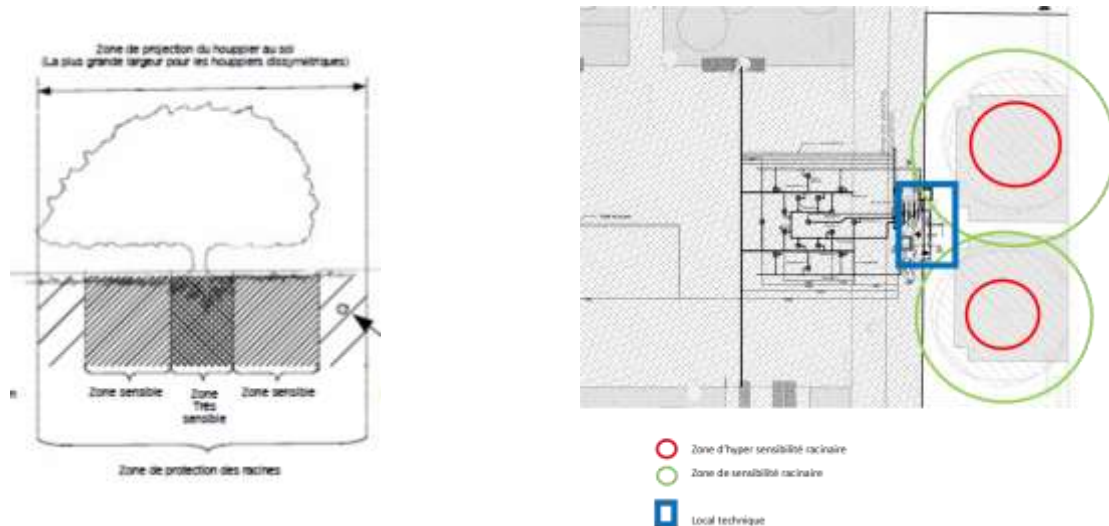 Zone de projection du houppier au sol
(La plus grande largeur pour les houppiers dissymétriques)
Zone sensible
Zone
Très
sensible
Zone sensible
Zone de protection des racines
Zone d'hyper sensibilité racinaire
Zone de sensibilité racinaire
Local technique